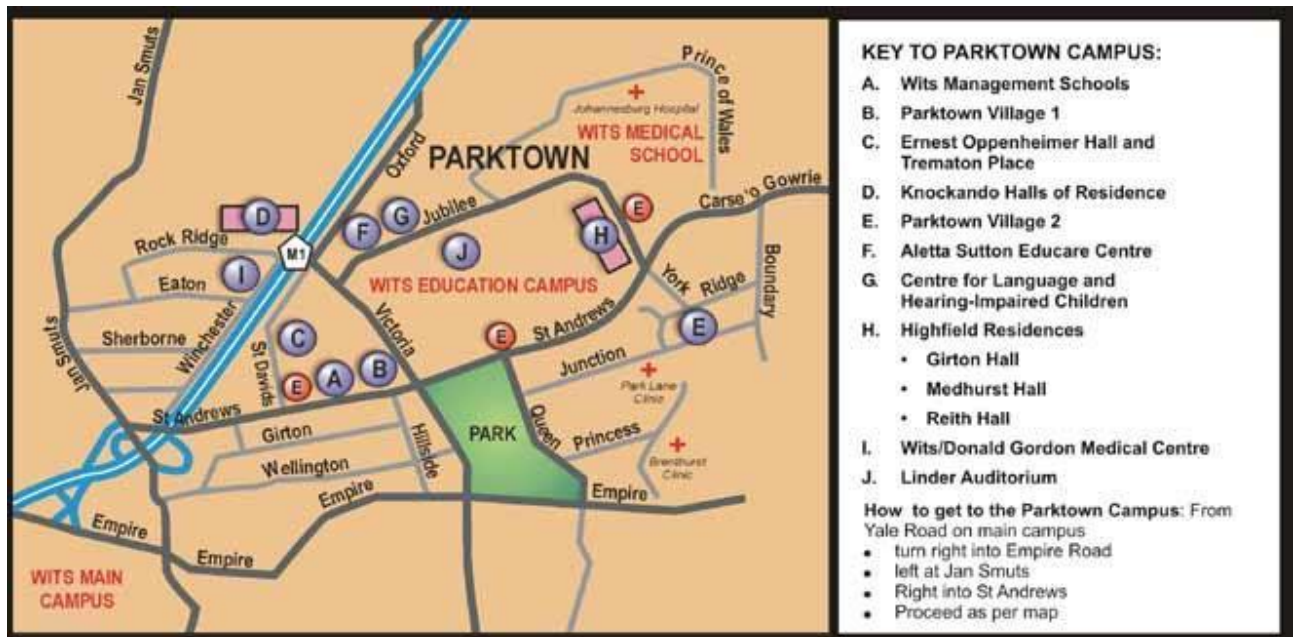 Jan Smuts
Prince of Wales
Johannesburg Hospital
WITS MEDICAL
SCHOOL
Oxford
PARKTOWN
Carse 'o Gowrie
D
F
G
Jubilee
H
E
Rock Ridge
M1
J
I
Eaton
WITS EDUCATION CAMPUS
York
Ridge
Boundary
Winchester
Victoria
Sherborne
C
St Davids
E
St Andrews
E
Jan Smuts
E
A
B
Junction
Park Lane
Clinic
St Andrews
Girton
Hillside
PARK
Queen
Princess
Wellington
Brenthurst
Clinic
Empire
Empire
Empire
Empire
WITS MAIN
CAMPUS
KEY TO PARKTOWN CAMPUS:
A. Wits Management Schools
B. Parktown Village 1
C. Ernest Oppenheimer Hall and
Trematon Place
D. Knockando Halls of Residence
E. Parktown Village 2
F. Aletta Sutton Educare Centre
G. Centre for Language and
Hearing-Impaired Children
H. Highfield Residences
• Girton Hall
• Medhurst Hall
• Reith Hall
I. Wits/Donald Gordon Medical Centre
J. Linder Auditorium
How to get to the Parktown Campus: From
Yale Road on main campus
• turn right into Empire Road
• left at Jan Smuts
• Right into St Andrews
• Proceed as per map